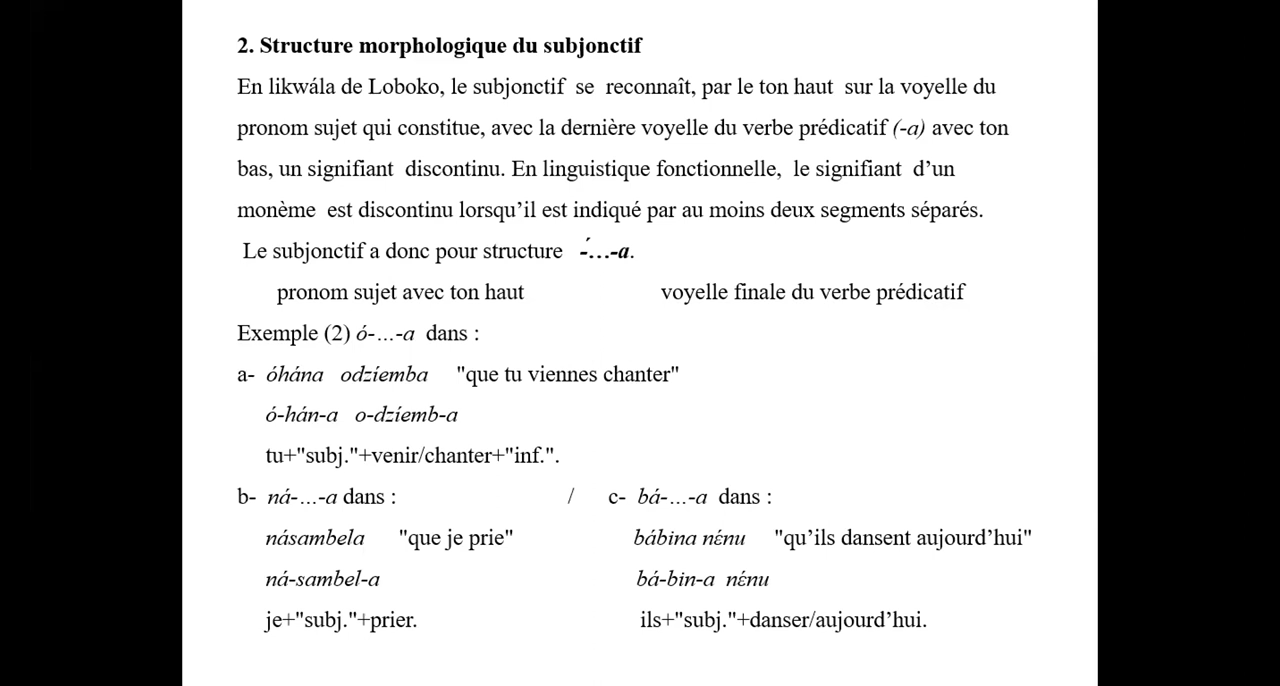 2. Structure morphologique du subjonctif
En likwála de Loboko, le subjonctif se reconnaît, par le ton haut sur la voyelle du
pronom sujet qui constitue, avec la dernière voyelle du verbe prédicatif (-a) avec ton
bas, un signifiant discontinu. En linguistique fonctionnelle, le signifiant d’un
monème est discontinu lorsqu’il est indiqué par au moins deux segments séparés.
Le subjonctif a donc pour structure -́…-a.
pronom sujet avec ton haut voyelle finale du verbe prédicatif
Exemple (2) ó-…-a dans :
a- óhána odzíemba "que tu viennes chanter"
ó-hán-a o-dzíemb-a
tu+"subj."+venir/chanter+"inf.".
b- ná-…-a dans : / c- bá-…-a dans :
násambela "que je prie" bábina nɛ́nu "qu’ils dansent aujourd’hui"
ná-sambel-a bá-bin-a nɛ́nu
je+"subj."+prier. ils+"subj."+danser/aujourd’hui.